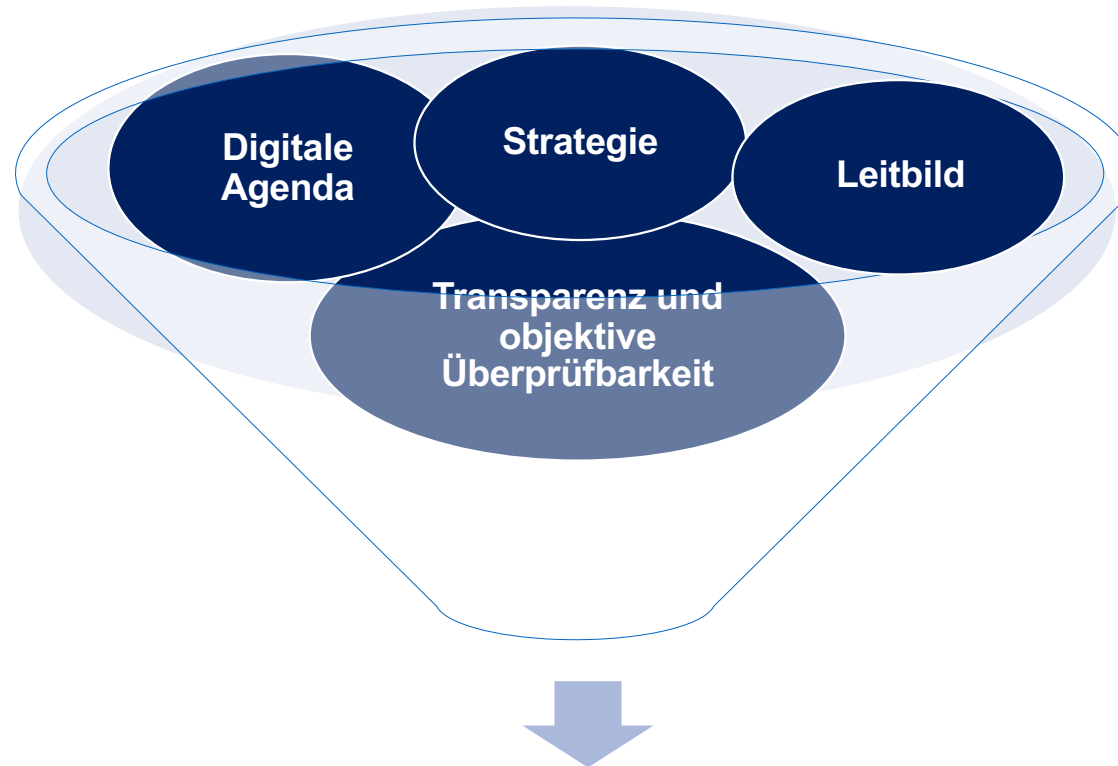 Digitale
Agenda
Strategie
Leitbild
Transparenz und
objektive
Überprüfbarkeit